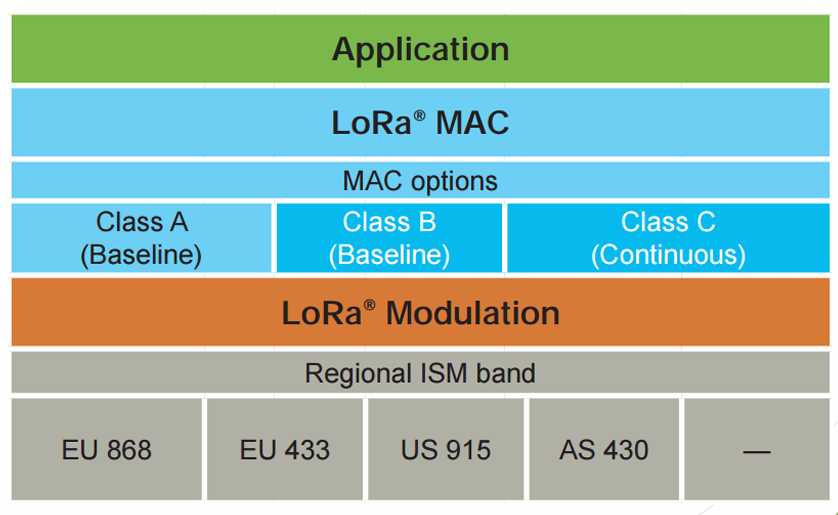 Application
LoRa® MAC
MAC options
Class A
(Baseline)
Class B
(Baseline)
Class C
(Continuous)
LoRa® Modulation
Regional ISM band
EU 868
EU 433
US 915
AS 430
—